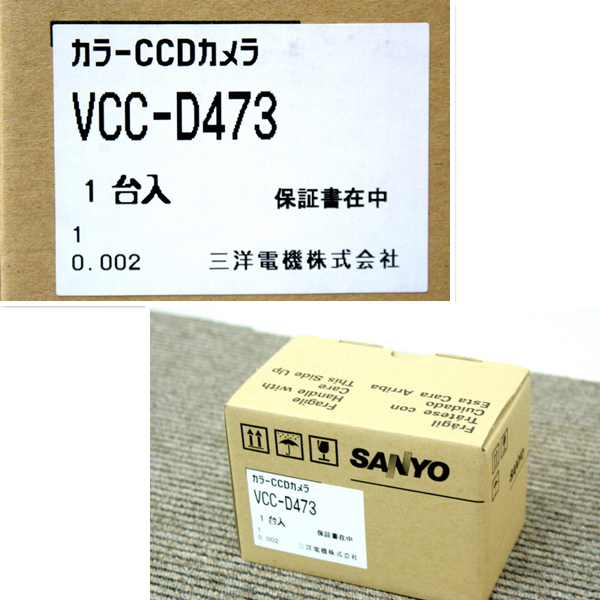 カラーCCDカメラ
VCC-D473
1 台入
保証書在中
1
0.002
三洋電機株式会社
Fragile
Handle with
Care
This Side Up
Frágil
Trátese con
Cuidado
Esta Cara Arriba
SANYO
カラーCCDカメラ
VCC-D473
1 台入
保証書在中
1
0.002
三洋電機株式会社